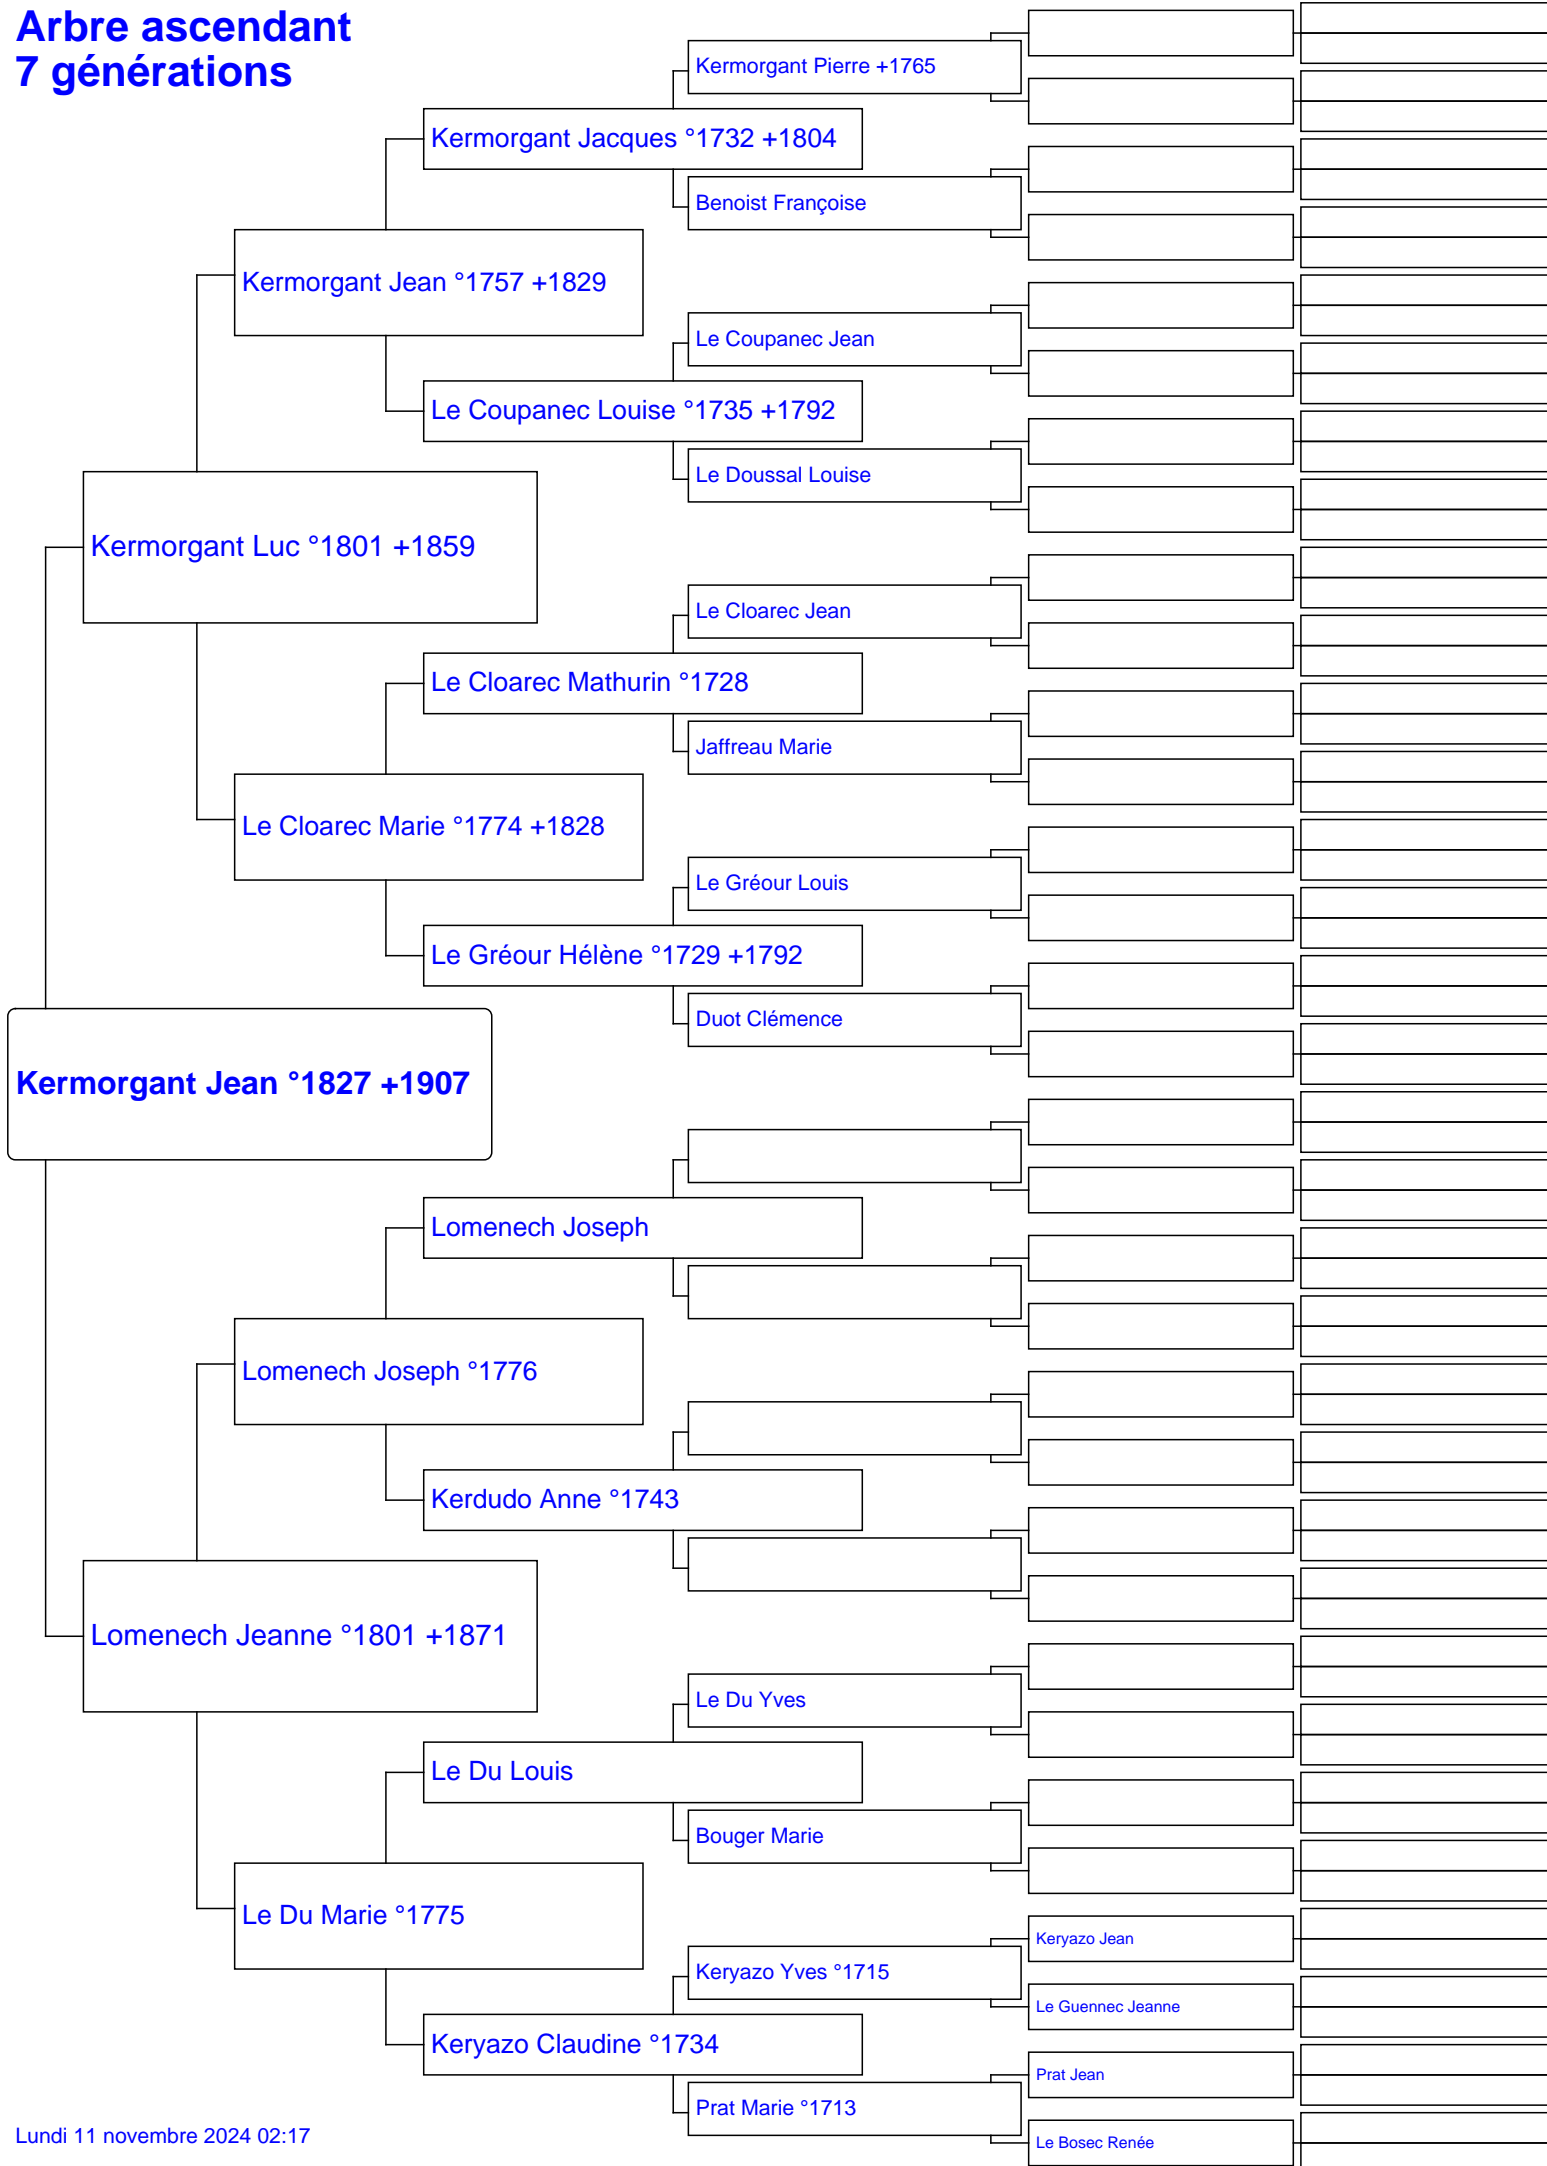 Arbre ascendant
7 générations
Kermorgant Pierre +1765
Kermorgant Jacques °1732 +1804
Benoist Françoise
Kermorgant Jean °1757 +1829
Le Coupanec Jean
Le Coupanec Louise °1735 +1792
Le Doussal Louise
Kermorgant Luc °1801 +1859
Le Cloarec Jean
Le Cloarec Mathurin °1728
Jaffreau Marie
Le Cloarec Marie °1774 +1828
Le Gréour Louis
Le Gréour Hélène °1729 +1792
Duot Clémence
Kermorgant Jean °1827 +1907
Lomenech Joseph
Lomenech Joseph °1776
Kerdudo Anne °1743
Lomenech Jeanne °1801 +1871
Le Du Yves
Le Du Louis
Bouger Marie
Le Du Marie °1775
Keryazo Jean
Keryazo Yves °1715
Le Guennec Jeanne
Keryazo Claudine °1734
Prat Jean
Prat Marie °1713
Le Bosec Renée
Lundi 11 novembre 2024 02:17